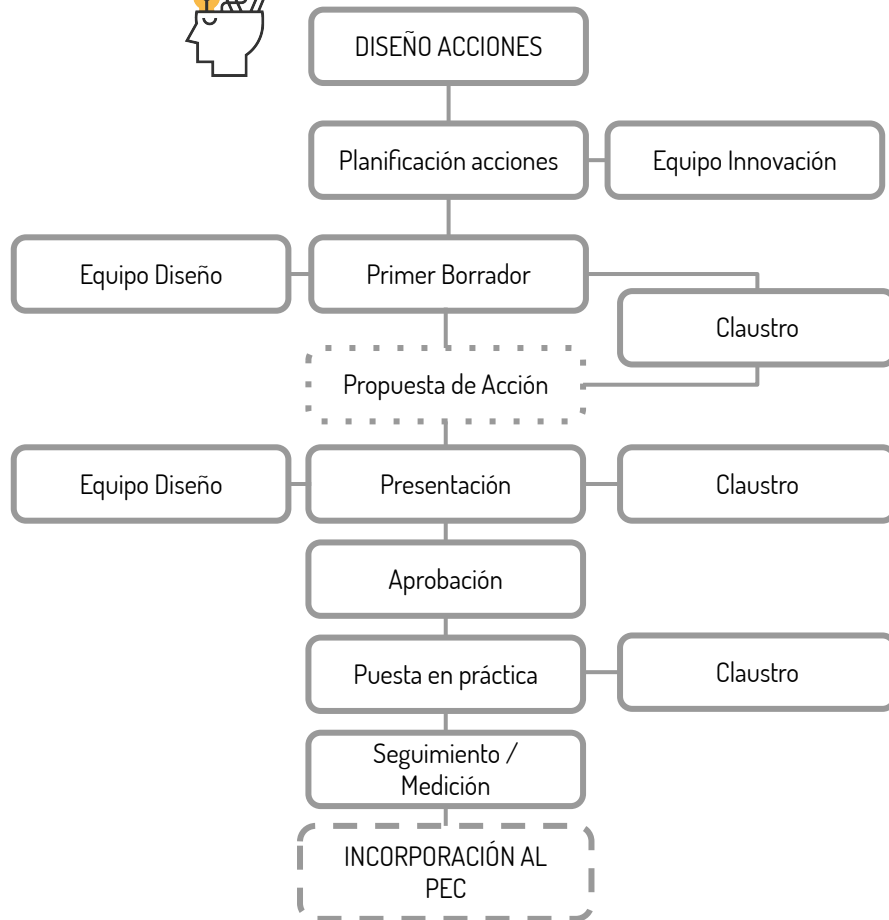 DISEÑO ACCIONES
Planificación acciones
Equipo Innovación
Equipo Diseño
Primer Borrador
Claustro
Propuesta de Acción
Equipo Diseño
Presentación
Claustro
Aprobación
Puesta en práctica
Claustro
Seguimiento /
Medición
INCORPORACIÓN AL
PEC